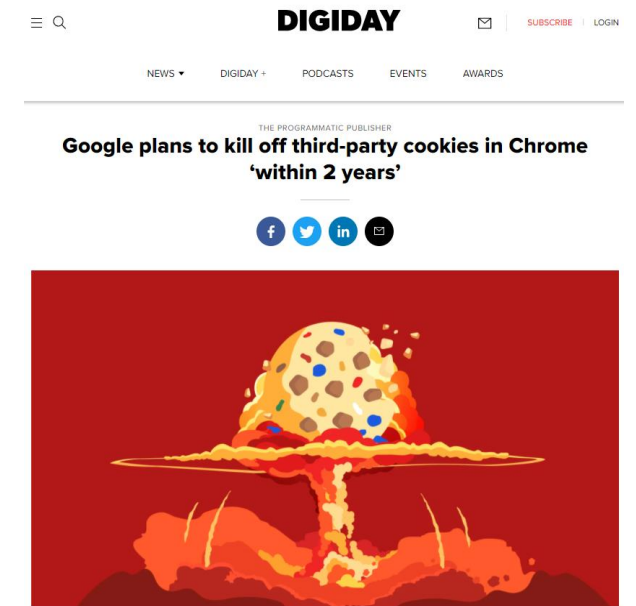 DIGIDAY
SUBSCRIBE
LOGIN
NEWS
DIGIDAY +
PODCASTS
EVENTS
AWARDS
THE PROGRAMMATIC PUBLISHER
Google plans to kill off third-party cookies in Chrome
‘within 2 years’
f
in